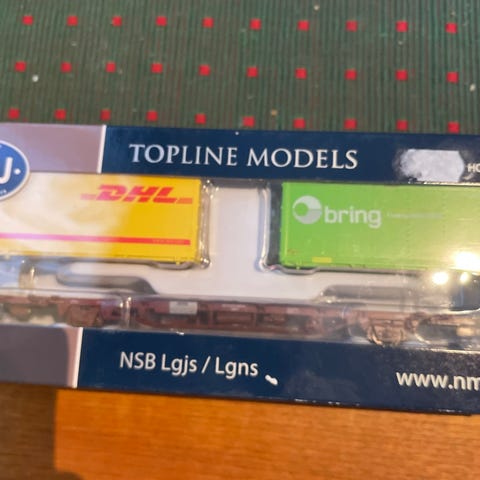 TOPLINE MODELS
DHL
bring
NSB Lgjs / Lgns
www.nm